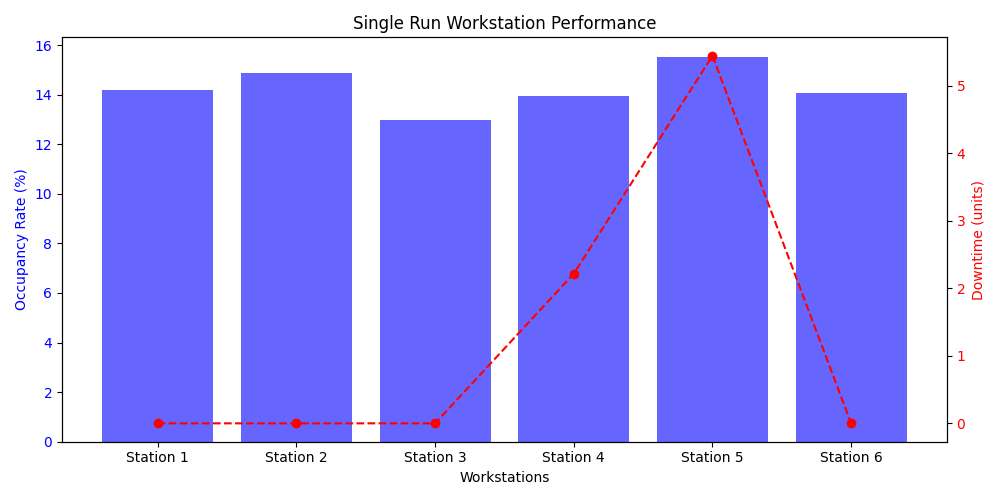 Single Run Workstation Performance
Occupancy Rate (%)
16
14
12
10
8
6
4
2
0
Station 1
Station 2
Station 3
Station 4
Station 5
Station 6
Workstations
5
4
3
2
1
0
Downtime (units)